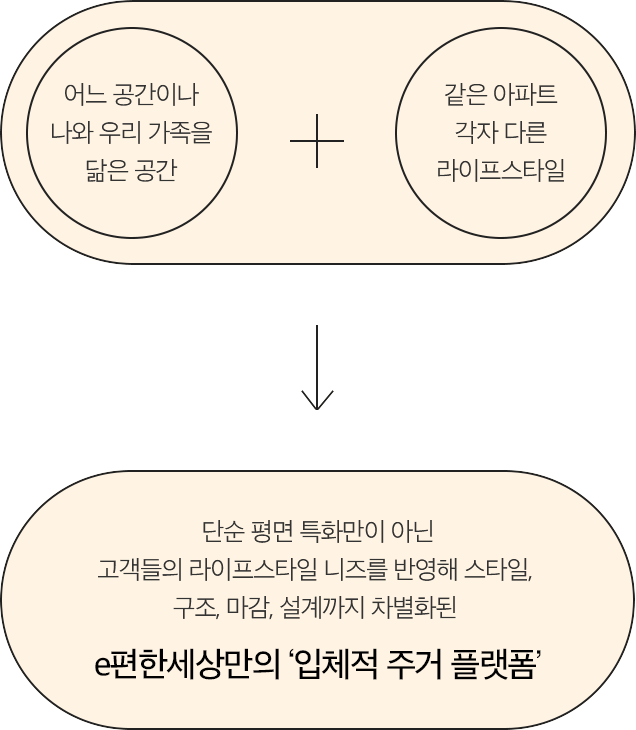 어느 공간이나
나와 우리 가족을
닮은 공간
같은 아파트
각자 다른
라이프스타일
단순 평면 특화만이 아닌
고객들의 라이프스타일 니즈를 반영해 스타일,
구조, 마감, 설계까지 차별화된
e편한세상만의 ‘입체적 주거 플랫폼’